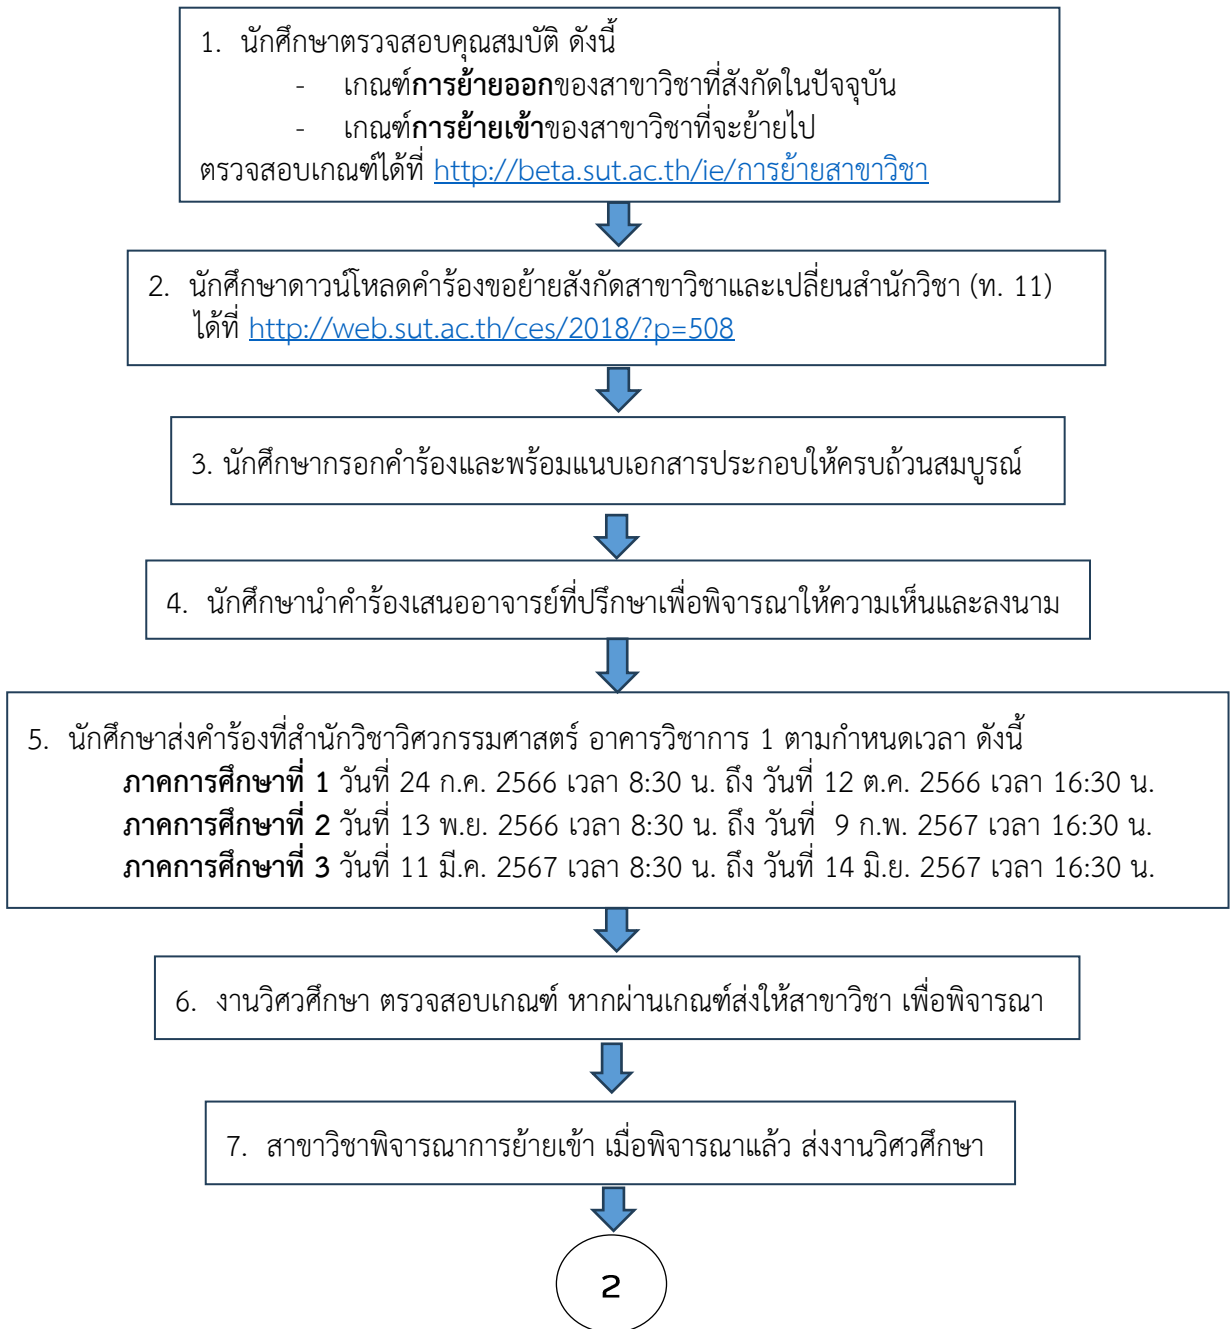 1. นักศึกษาตรวจสอบคุณสมบัติ ดังนี้
- เกณฑ์การย้ายออกของสาขาวิชาที่สังกัดในปัจจุบัน
- เกณฑ์การย้ายเข้าของสาขาวิชาที่จะย้ายไป
ตรวจสอบเกณฑ์ได้ที่ http://beta.sut.ac.th/ie/การย้ายสาขาวิชา
2. นักศึกษาดาวน์โหลดคำร้องขอย้ายสังกัดสาขาวิชาและเปลี่ยนสำนักวิชา (ท. 11)
ได้ที่ http://web.sut.ac.th/ces/2018/?p=508
3. นักศึกษากรอกคำร้องและพร้อมแนบเอกสารประกอบให้ครบถ้วนสมบูรณ์
4. นักศึกษานำคำร้องเสนออาจารย์ที่ปรึกษาเพื่อพิจารณาให้ความเห็นและลงนาม
5. นักศึกษาส่งคำร้องที่สำนักวิชาวิศวกรรมศาสตร์ อาคารวิชาการ 1 ตามกำหนดเวลา ดังนี้
ภาคการศึกษาที่ 1 วันที่ 24 ก.ค. 2566 เวลา 8:30 น. ถึง วันที่ 12 ต.ค. 2566 เวลา 16:30 น.
ภาคการศึกษาที่ 2 วันที่ 13 พ.ย. 2566 เวลา 8:30 น. ถึง วันที่ 9 ก.พ. 2567 เวลา 16:30 น.
ภาคการศึกษาที่ 3 วันที่ 11 มี.ค. 2567 เวลา 8:30 น. ถึง วันที่ 14 มิ.ย. 2567 เวลา 16:30 น.
6. งานวิศวศึกษา ตรวจสอบเกณฑ์ หากผ่านเกณฑ์ส่งให้สาขาวิชา เพื่อพิจารณา
7. สาขาวิชาพิจารณาการย้ายเข้า เมื่อพิจารณาแล้ว ส่งงานวิศวศึกษา
2